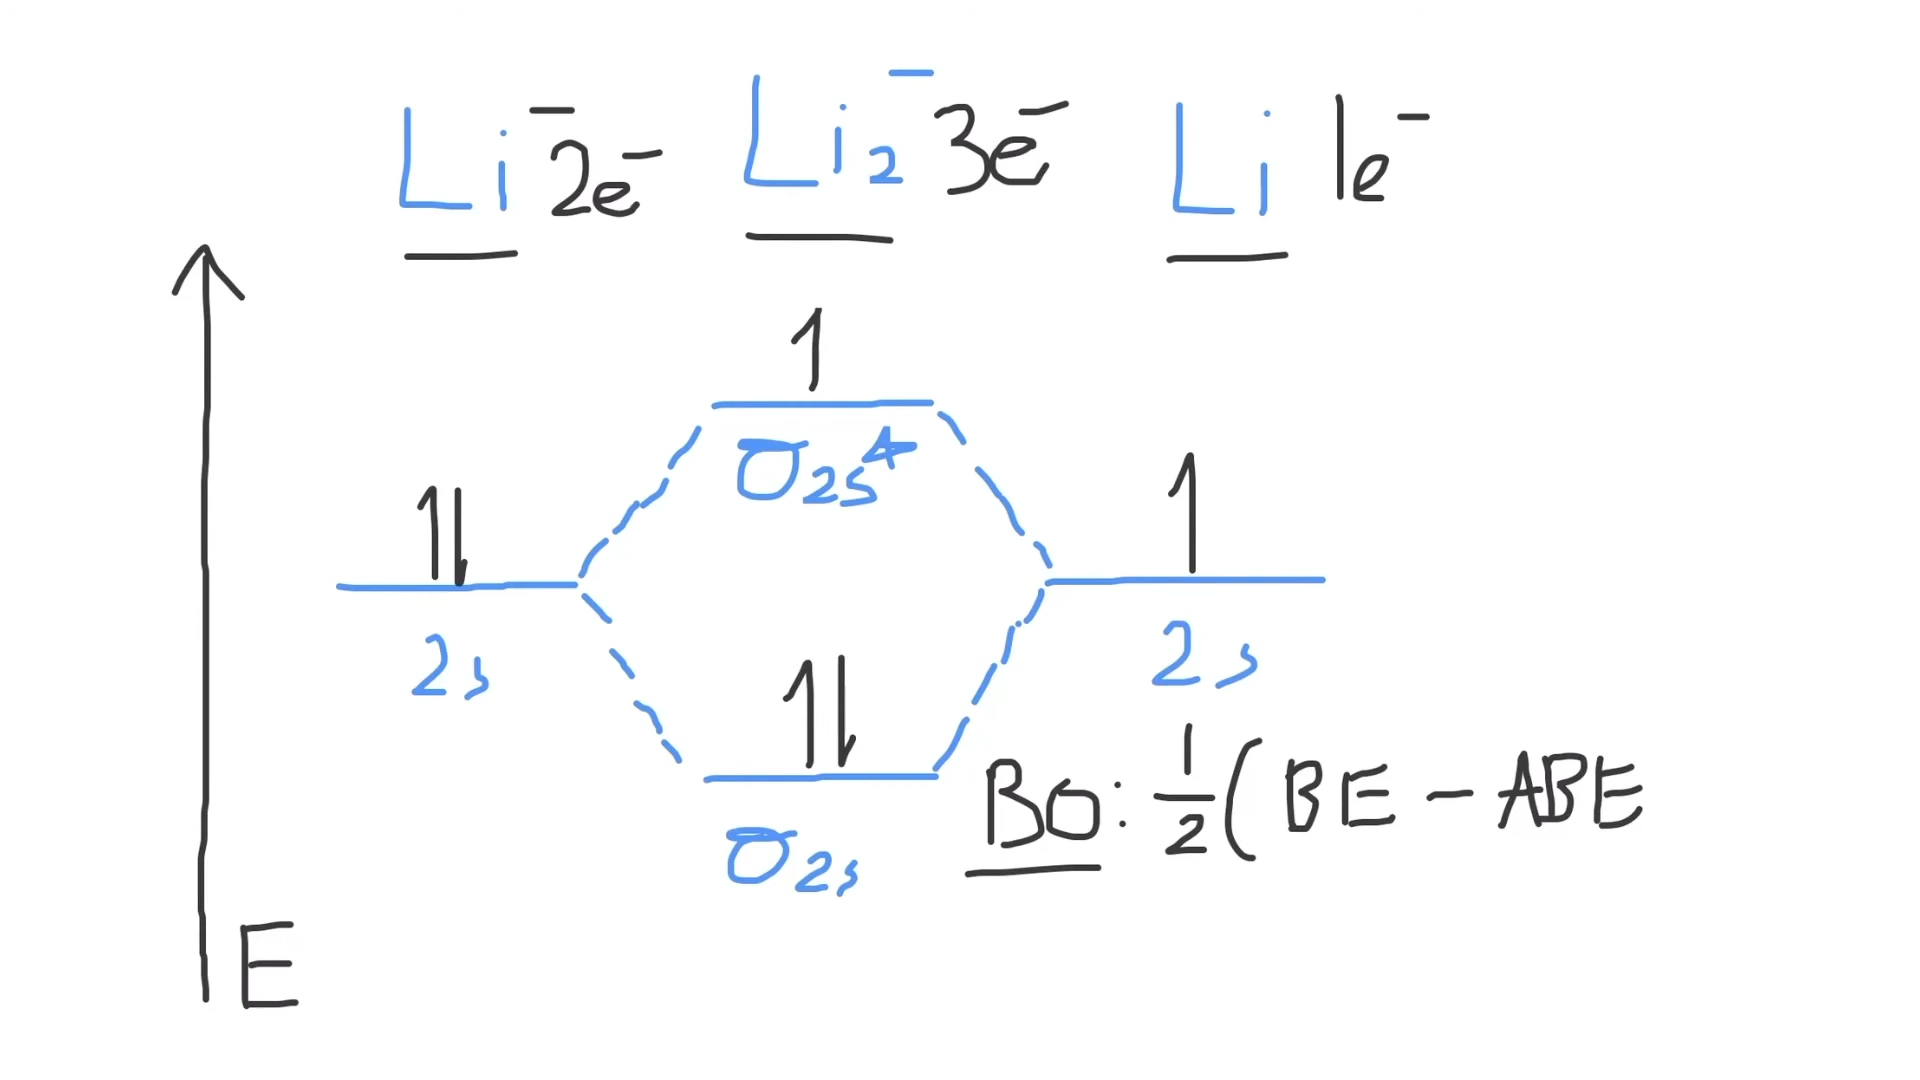 Li⁻ 2e⁻ Li₂⁻ 3e⁻ Li 1e⁻
σ2s*
2s 2s
BO: 1/2 (BE - ABE
σ2s
E